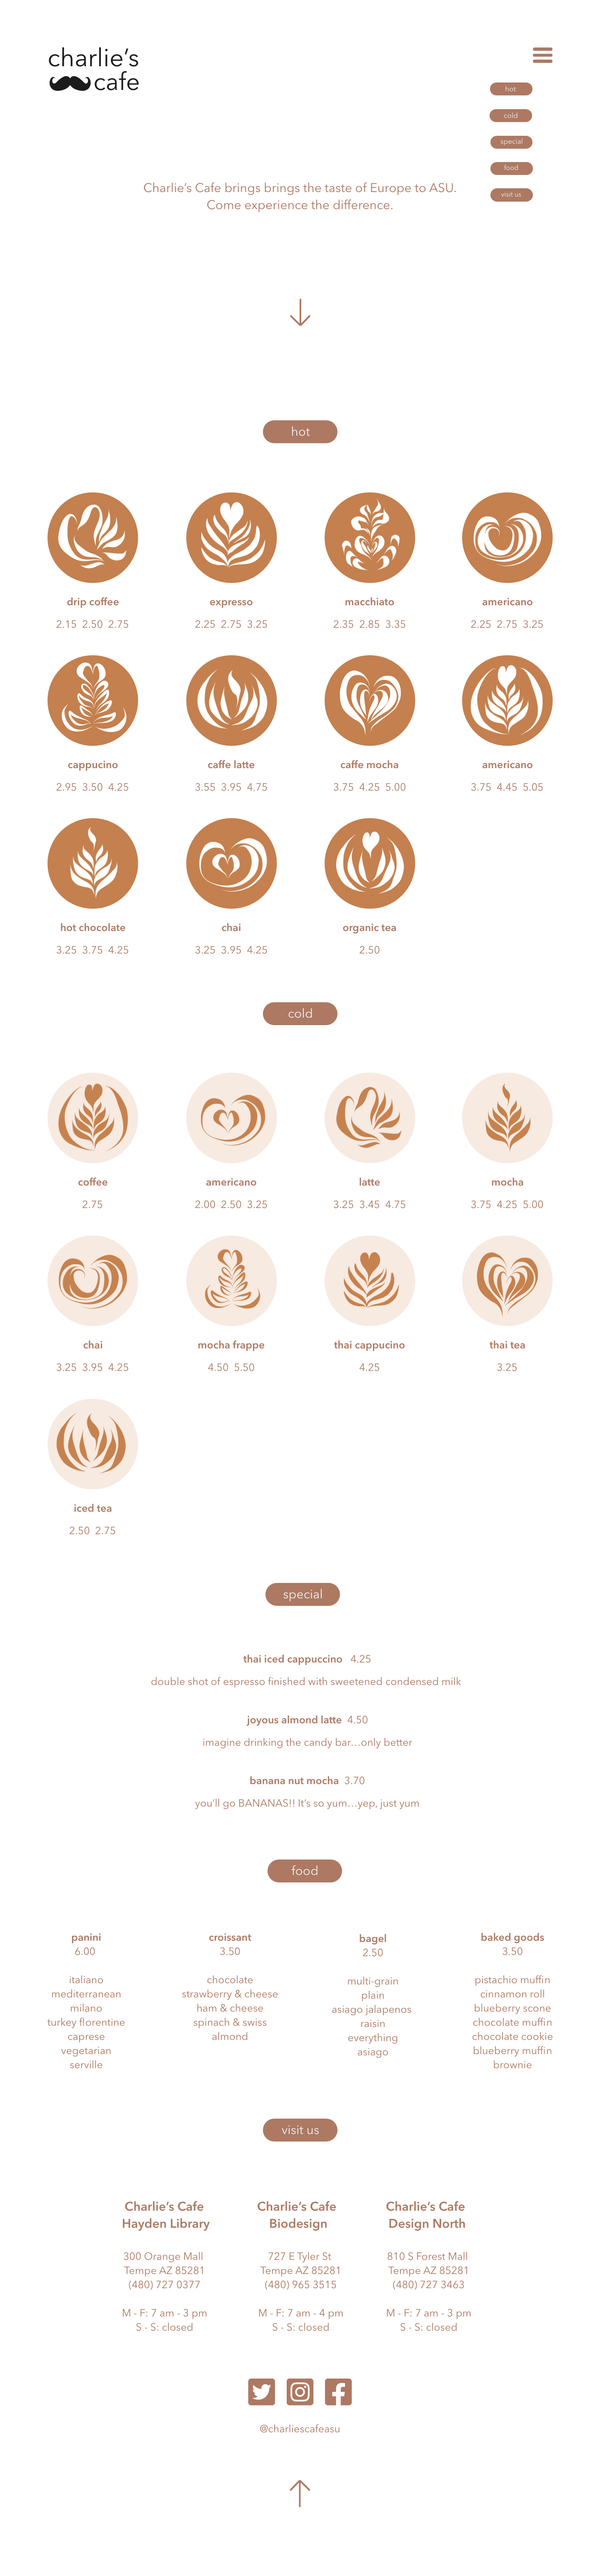 charlie's
cafe
hot
cold
special
food
visit us
Charlie's Cafe brings brings the taste of Europe to ASU.
Come experience the difference.
hot
drip coffee expresso macchiato americano
2.15 2.50 2.75 2.25 2.75 3.25 2.35 2.85 3.35 2.25 2.75 3.25
cappucino caffe latte caffe mocha americano
2.95 3.50 4.25 3.55 3.95 4.75 3.75 4.25 5.00 3.75 4.45 5.05
hot chocolate chai organic tea
3.25 3.75 4.25 3.25 3.95 4.25 2.50
cold
coffee americano latte mocha
2.75 2.00 2.50 3.25 3.25 3.45 4.75 3.75 4.25 5.00
chai mocha frappe thai cappucino thai tea
3.25 3.95 4.25 4.50 5.50 4.25 3.25
iced tea
2.50 2.75
special
thai iced cappuccino 4.25
double shot of espresso finished with sweetened condensed milk
joyous almond latte 4.50
imagine drinking the candy bar...only better
banana nut mocha 3.70
you'll go BANANAS!! It's so yum...yep, just yum
food
panini
6.00
italiano
mediterranean
milano
turkey florentine
caprese
vegetarian
serville
croissant
3.50
chocolate
strawberry & cheese
ham & cheese
spinach & swiss
almond
bagel
2.50
multi-grain
plain
asiago jalapenos
raisin
everything
asiago
baked goods
3.50
pistachio muffin
cinnamon roll
blueberry scone
chocolate muffin
chocolate cookie
blueberry muffin
brownie
visit us
Charlie's Cafe
Hayden Library
300 Orange Mall
Tempe AZ 85281
(480) 727 0377
M - F: 7 am - 3 pm
S - S: closed
Charlie's Cafe
Biodesign
727 E Tyler St
Tempe AZ 85281
(480) 965 3515
M - F: 7 am - 4 pm
S - S: closed
Charlie's Cafe
Design North
810 S Forest Mall
Tempe AZ 85281
(480) 727 3463
M - F: 7 am - 3 pm
S - S: closed
@charliescafeasu